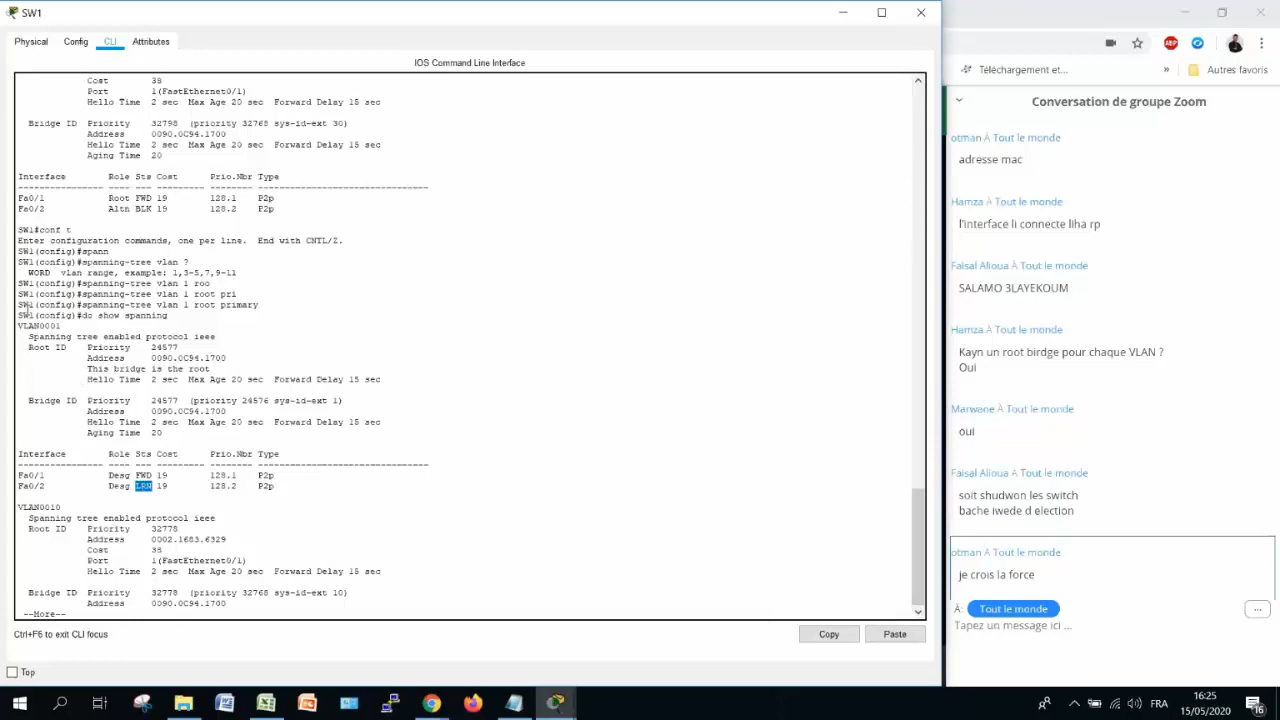 SW1
Physical Config CLI Attributes
IOS Command Line Interface
Cost 38
Port 1(FastEthernet0/1)
Hello Time 2 sec Max Age 20 sec Forward Delay 15 sec
Bridge ID Priority 32798 (priority 32768 sys-id-ext 30)
Address 0090.0C94.1700
Hello Time 2 sec Max Age 20 sec Forward Delay 15 sec
Aging Time 20
Interface Role Sts Cost Prio.Nbr Type
---------------- ---- --- --------- -------- --------------------------------
Fa0/1 Root FWD 19 128.1 P2p
Fa0/2 Altn BLK 19 128.2 P2p
SW1#conf t
Enter configuration commands, one per line. End with CNTL/Z.
SW1(config)#spann
SW1(config)#spanning-tree vlan ?
WORD vlan range, example: 1,3-5,7,9-11
SW1(config)#spanning-tree vlan 1 roo
SW1(config)#spanning-tree vlan 1 root pri
SW1(config)#spanning-tree vlan 1 root primary
SW1(config)#do show spanning
VLAN0001
Spanning tree enabled protocol ieee
Root ID Priority 24577
Address 0090.0C94.1700
This bridge is the root
Hello Time 2 sec Max Age 20 sec Forward Delay 15 sec
Bridge ID Priority 24577 (priority 24576 sys-id-ext 1)
Address 0090.0C94.1700
Hello Time 2 sec Max Age 20 sec Forward Delay 15 sec
Aging Time 20
Interface Role Sts Cost Prio.Nbr Type
---------------- ---- --- --------- -------- --------------------------------
Fa0/1 Desg FWD 19 128.1 P2p
Fa0/2 Desg LRN 19 128.2 P2p
VLAN0010
Spanning tree enabled protocol ieee
Root ID Priority 32778
Address 0002.1683.6329
Cost 38
Port 1(FastEthernet0/1)
Hello Time 2 sec Max Age 20 sec Forward Delay 15 sec
Bridge ID Priority 32778 (priority 32768 sys-id-ext 10)
Address 0090.0C94.1700
--More--
Ctrl+F6 to exit CLI focus
Copy Paste
Top
ABP
Téléchargement et...
» Autres favoris
Conversation de groupe Zoom
otman À Tout le monde
adresse mac
Hamza À Tout le monde
l'interface li connecte liha rp
Faisal Alioua À Tout le monde
SALAMO 3LAYEKOUM
Hamza À Tout le monde
Kayn un root birdge pour chaque VLAN ?
Oui
Marwane À Tout le monde
oui
Faisal Alioua À Tout le monde
soit shudwon les switch
bache iwede d election
otman À Tout le monde
je crois la force
À: Tout le monde ...
Tapez un message ici ...
FRA
16:25
15/05/2020
16